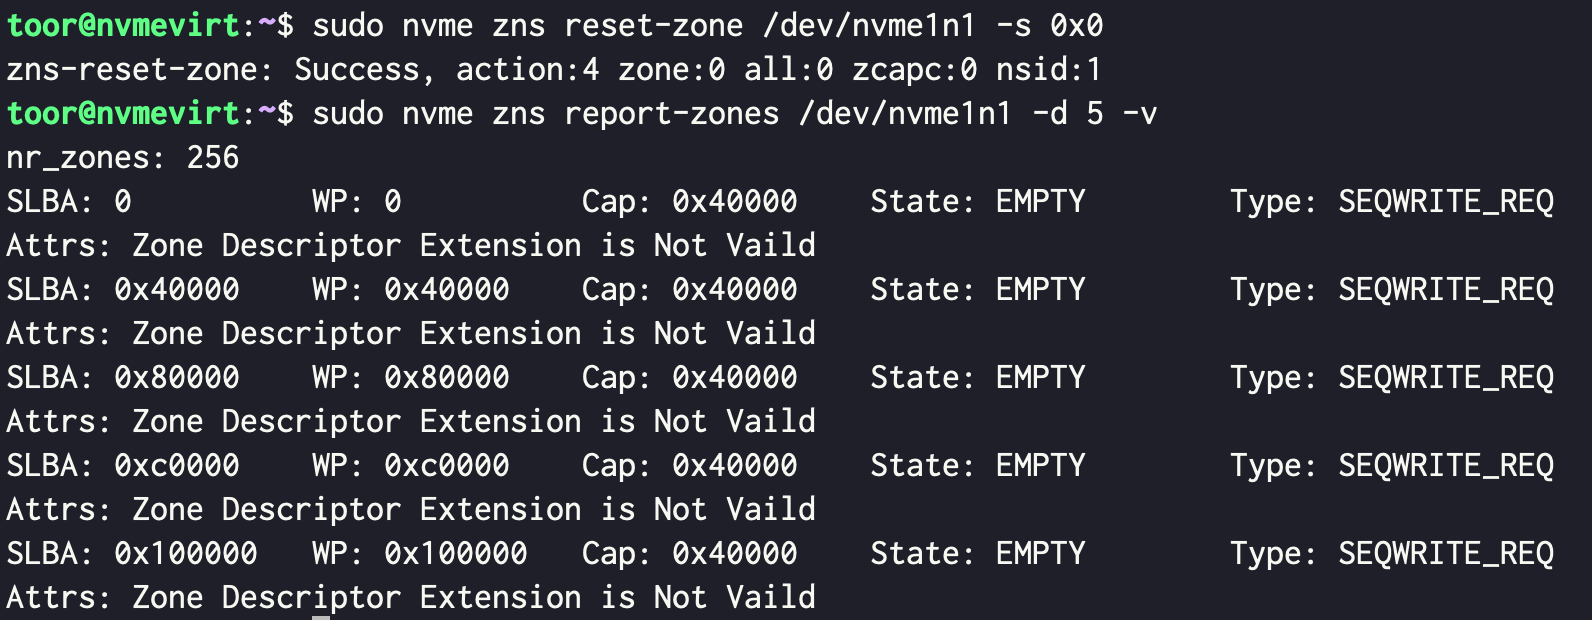 toor@nvmevirt:~$ sudo nvme zns reset-zone /dev/nvme1n1 -s 0x0
zns-reset-zone: Success, action:4 zone:0 all:0 zcapc:0 nsid:1
toor@nvmevirt:~$ sudo nvme zns report-zones /dev/nvme1n1 -d 5 -v
nr_zones: 256
SLBA: 0          WP: 0          Cap: 0x40000    State: EMPTY        Type: SEQWRITE_REQ
Attrs: Zone Descriptor Extension is Not Vaild
SLBA: 0x40000    WP: 0x40000    Cap: 0x40000    State: EMPTY        Type: SEQWRITE_REQ
Attrs: Zone Descriptor Extension is Not Vaild
SLBA: 0x80000    WP: 0x80000    Cap: 0x40000    State: EMPTY        Type: SEQWRITE_REQ
Attrs: Zone Descriptor Extension is Not Vaild
SLBA: 0xc0000    WP: 0xc0000    Cap: 0x40000    State: EMPTY        Type: SEQWRITE_REQ
Attrs: Zone Descriptor Extension is Not Vaild
SLBA: 0x100000   WP: 0x100000   Cap: 0x40000    State: EMPTY        Type: SEQWRITE_REQ
Attrs: Zone Descriptor Extension is Not Vaild